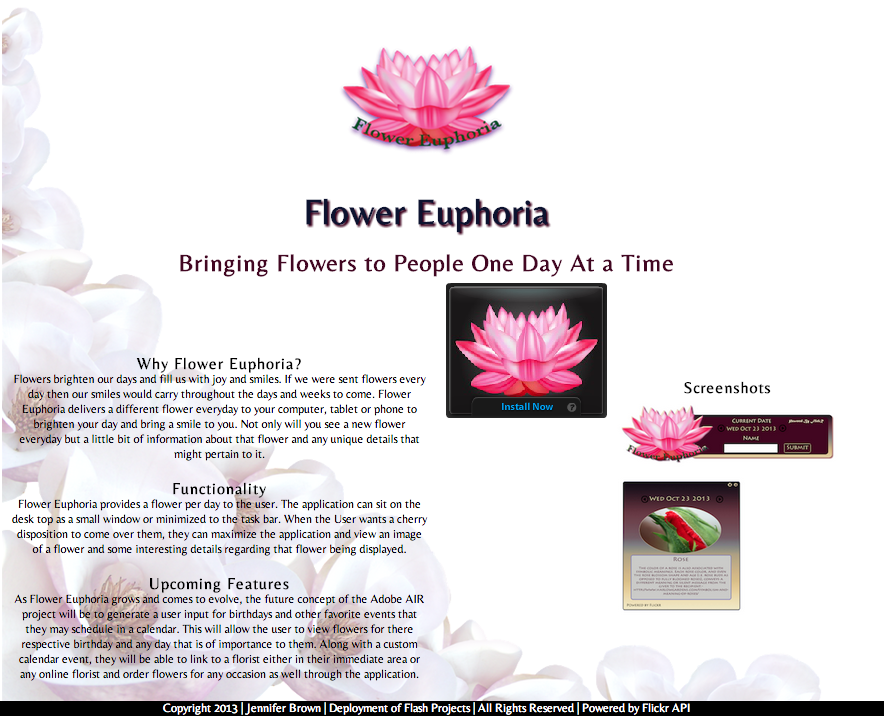 Flower Euphoria
Flower Euphoria
Bringing Flowers to People One Day At a Time
Install Now ?
Why Flower Euphoria?
Flowers brighten our days and fill us with joy and smiles. If we were sent flowers every
day then our smiles would carry throughout the days and weeks to come. Flower
Euphoria delivers a different flower everyday to your computer, tablet or phone to
brighten your day and bring a smile to you. Not only will you see a new flower
everyday but a little bit of information about that flower and any unique details that
might pertain to it.
Functionality
Flower Euphoria provides a flower per day to the user. The application can sit on the
desk top as a small window or minimized to the task bar. When the User wants a cherry
disposition to come over them, they can maximize the application and view an image
of a flower and some interesting details regarding that flower being displayed.
Upcoming Features
As Flower Euphoria grows and comes to evolve, the future concept of the Adobe AIR
project will be to generate a user input for birthdays and other favorite events that
they may schedule in a calendar. This will allow the user to view flowers for there
respective birthday and any day that is of importance to them. Along with a custom
calendar event, they will be able to link to a florist either in their immediate area or
any online florist and order flowers for any occasion as well through the application.
Screenshots
Flower Euphoria
Current Date
Powered By Flickr
Wed Oct 23 2013
Name
Submit
Wed Oct 23 2013
Rose
Powered by Flickr
Copyright 2013 | Jennifer Brown | Deployment of Flash Projects | All Rights Reserved | Powered by Flickr API